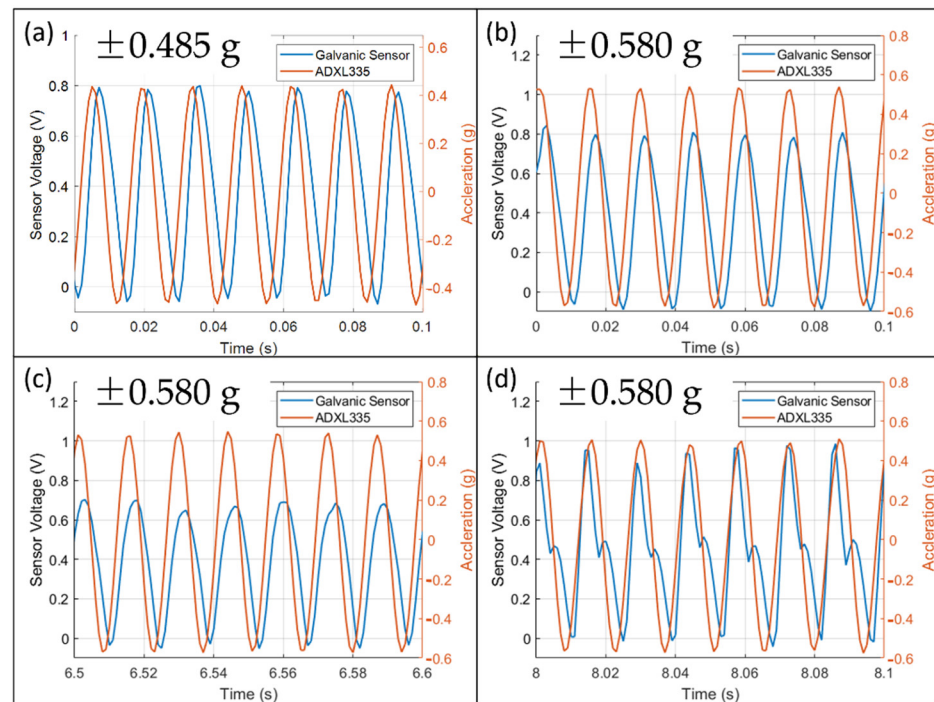 (a) ±0.485 g
Galvanic Sensor
ADXL335
Sensor Voltage (V)
1
0.8
0.6
0.4
0.2
0
0.6
0.4
0.2
0
-0.2
-0.4
Accleration (g)
0 0.02 0.04 0.06 0.08 0.1
Time (s)
(b) ±0.580 g
Galvanic Sensor
ADXL335
Sensor Voltage (V)
1.2
1
0.8
0.6
0.4
0.2
0
0.8
0.6
0.4
0.2
0
-0.2
-0.4
-0.6
Accleration (g)
0 8.02 8.04 8.06 8.08 0.1
Time (s)
(c) ±0.580 g
Galvanic Sensor
ADXL335
Sensor Voltage (V)
1.2
1
0.8
0.6
0.4
0.2
0
0.8
0.6
0.4
0.2
0
-0.2
-0.4
-0.6
Accleration (g)
6.5 6.52 6.54 6.56 6.58 6.6
Time (s)
(d) ±0.580 g
Galvanic Sensor
ADXL335
Sensor Voltage (V)
1.2
1
0.8
0.6
0.4
0.2
0
0.8
0.6
0.4
0.2
0
-0.2
-0.4
-0.6
Accleration (g)
8 8.02 8.04 8.06 8.08 8.1
Time (s)